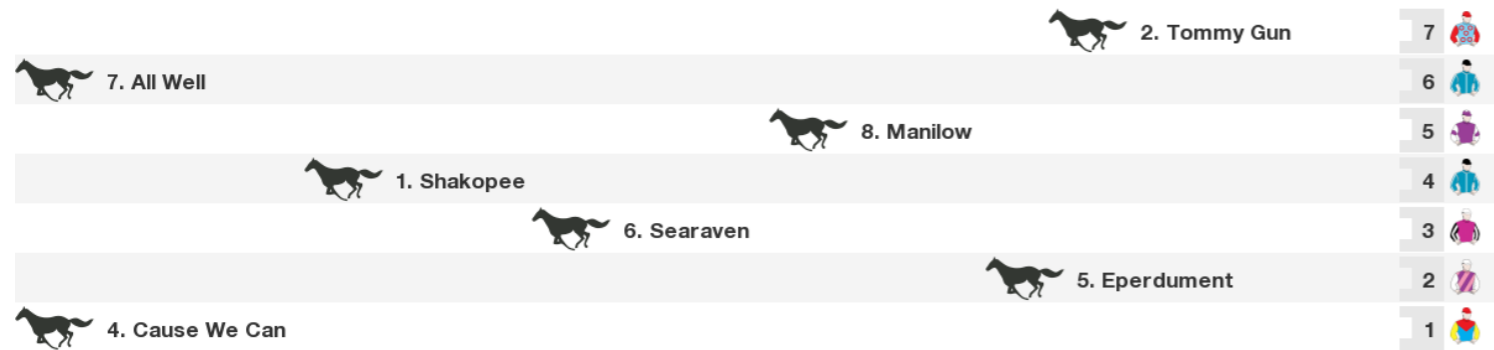 2. Tommy Gun 7
7. All Well 6
8. Manilow 5
1. Shakopee 4
6. Searaven 3
5. Eperdument 2
4. Cause We Can 1